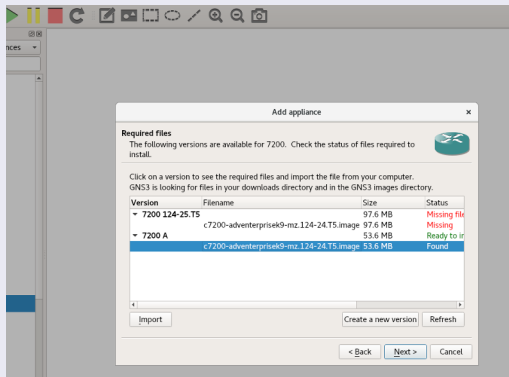 nces
Add appliance
Required files
The following versions are available for 7200. Check the status of files required to
install.
Click on a version to see the required files and import the file from your computer.
GNS3 is looking for files in your downloads directory and in the GNS3 images directory.
Version Filename Size Status
7200 124-25.T5 97.6 MB Missing file
c7200-adventerprisek9-mz.124-24.T5.image 97.6 MB Missing
7200 A 53.6 MB Ready to in
c7200-adventerprisek9-mz.124-24.T5.image 53.6 MB Found
Import Create a new version Refresh
< Back Next > Cancel